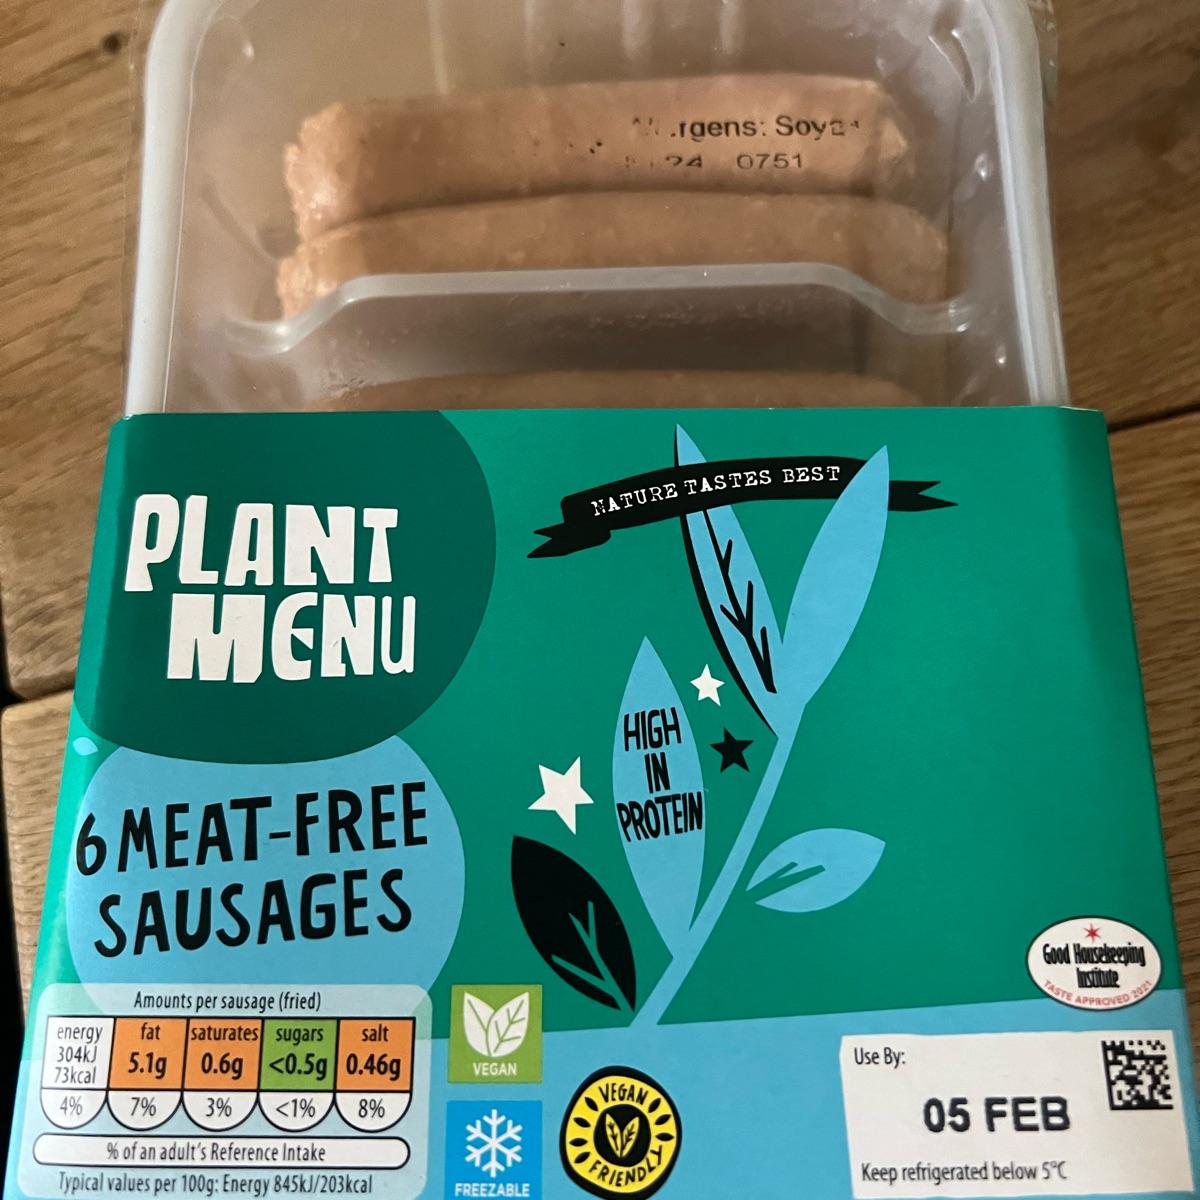 Soya
24 0751
PLANT
MENU
NATURE TASTES BEST
HIGH
IN
PROTEIN
6 MEAT-FREE
SAUSAGES
Amounts per sausage (fried)
energy fat saturates sugars salt
304kJ
73kcal 5.1g 0.6g <0.5g 0.46g
4% 7% 3% <1% 8%
% of an adult's Reference Intake
Typical values per 100g: Energy 845kJ/203kcal
VEGAN
FREEZABLE
VEGAN
FRIENDLY
Good Housekeeping
Institute
TASTE APPROVED 2021
Use By:
05 FEB
Keep refrigerated below 5°C